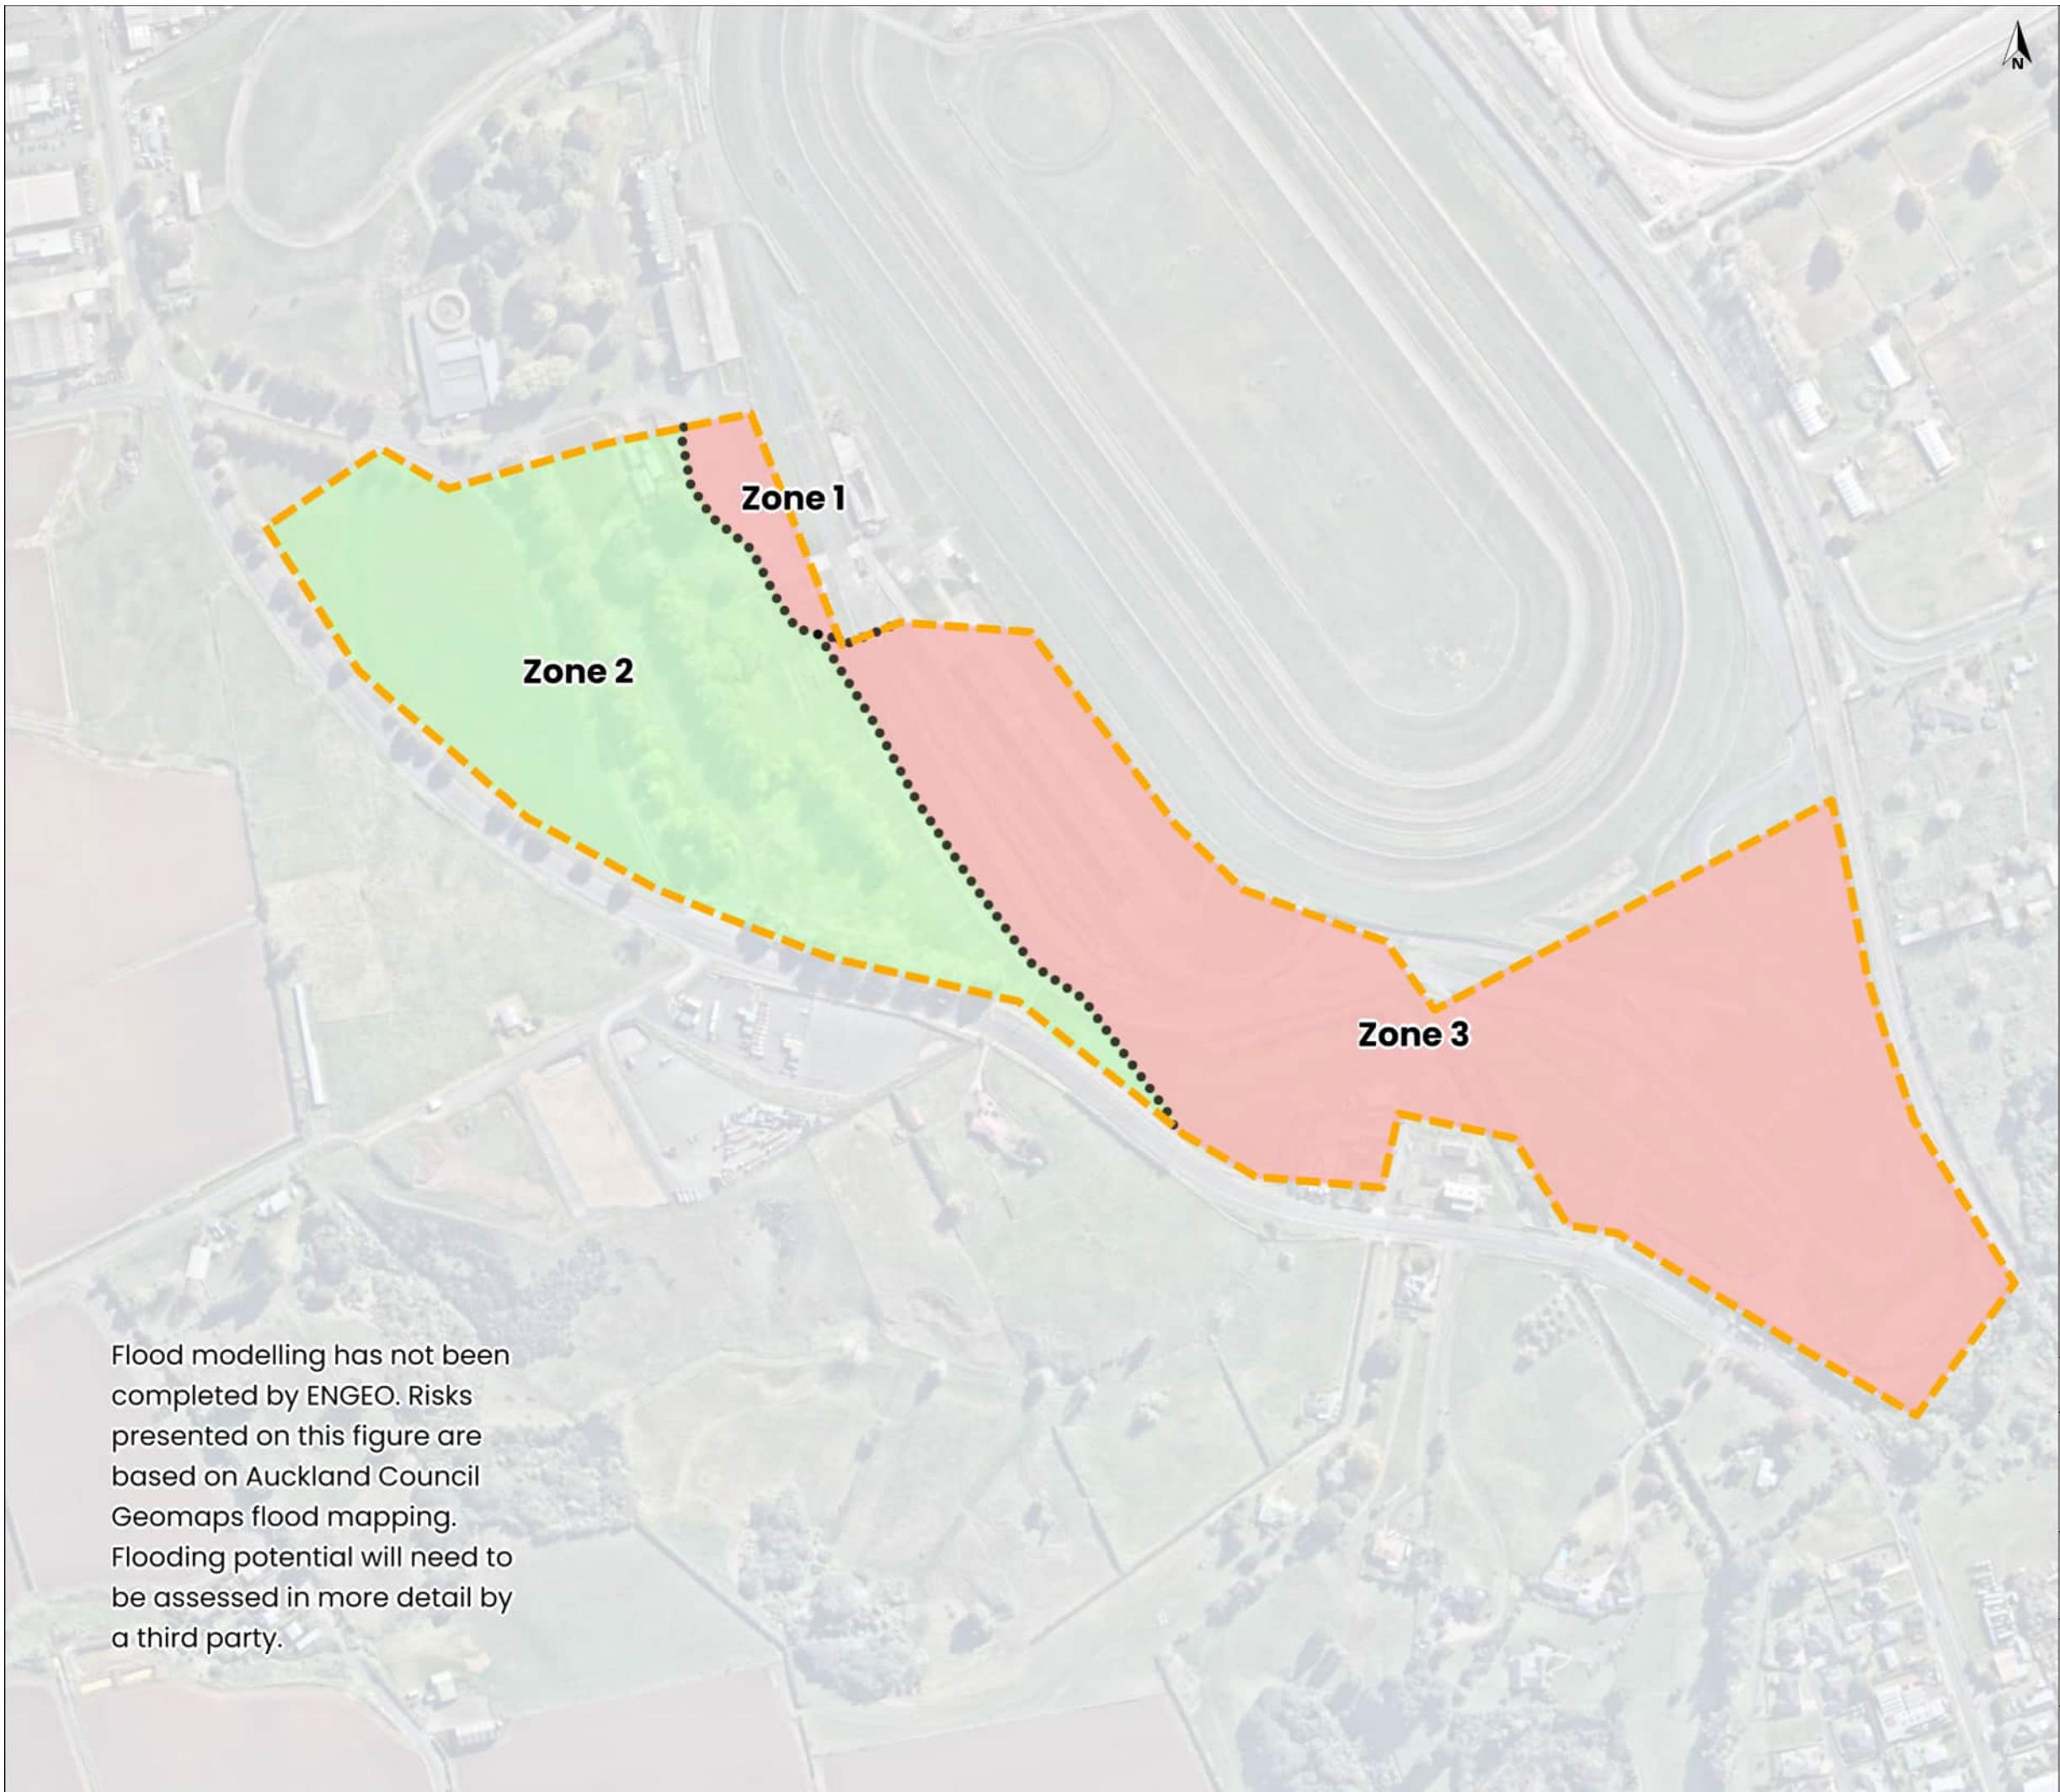 N
Zone 1
Zone 2
Zone 3
Flood modelling has not been
completed by ENGEO. Risks
presented on this figure are
based on Auckland Council
Geomaps flood mapping.
Flooding potential will need to
be assessed in more detail by
a third party.